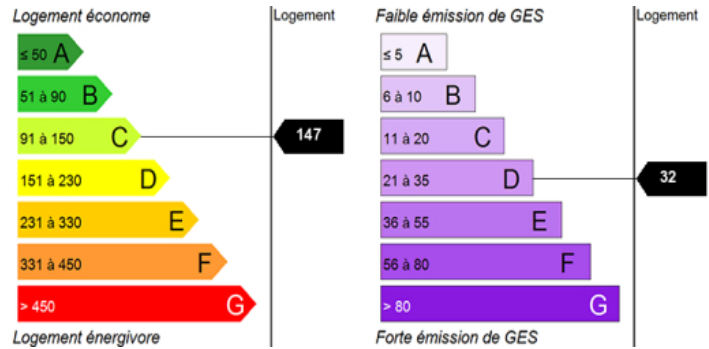 Logement économe
Logement
≤ 50 A
51 à 90 B
91 à 150 C
147
151 à 230 D
231 à 330 E
331 à 450 F
> 450 G
Logement énergivore
Faible émission de GES
Logement
≤ 5 A
6 à 10 B
11 à 20 C
21 à 35 D
32
36 à 55 E
56 à 80 F
> 80 G
Forte émission de GES